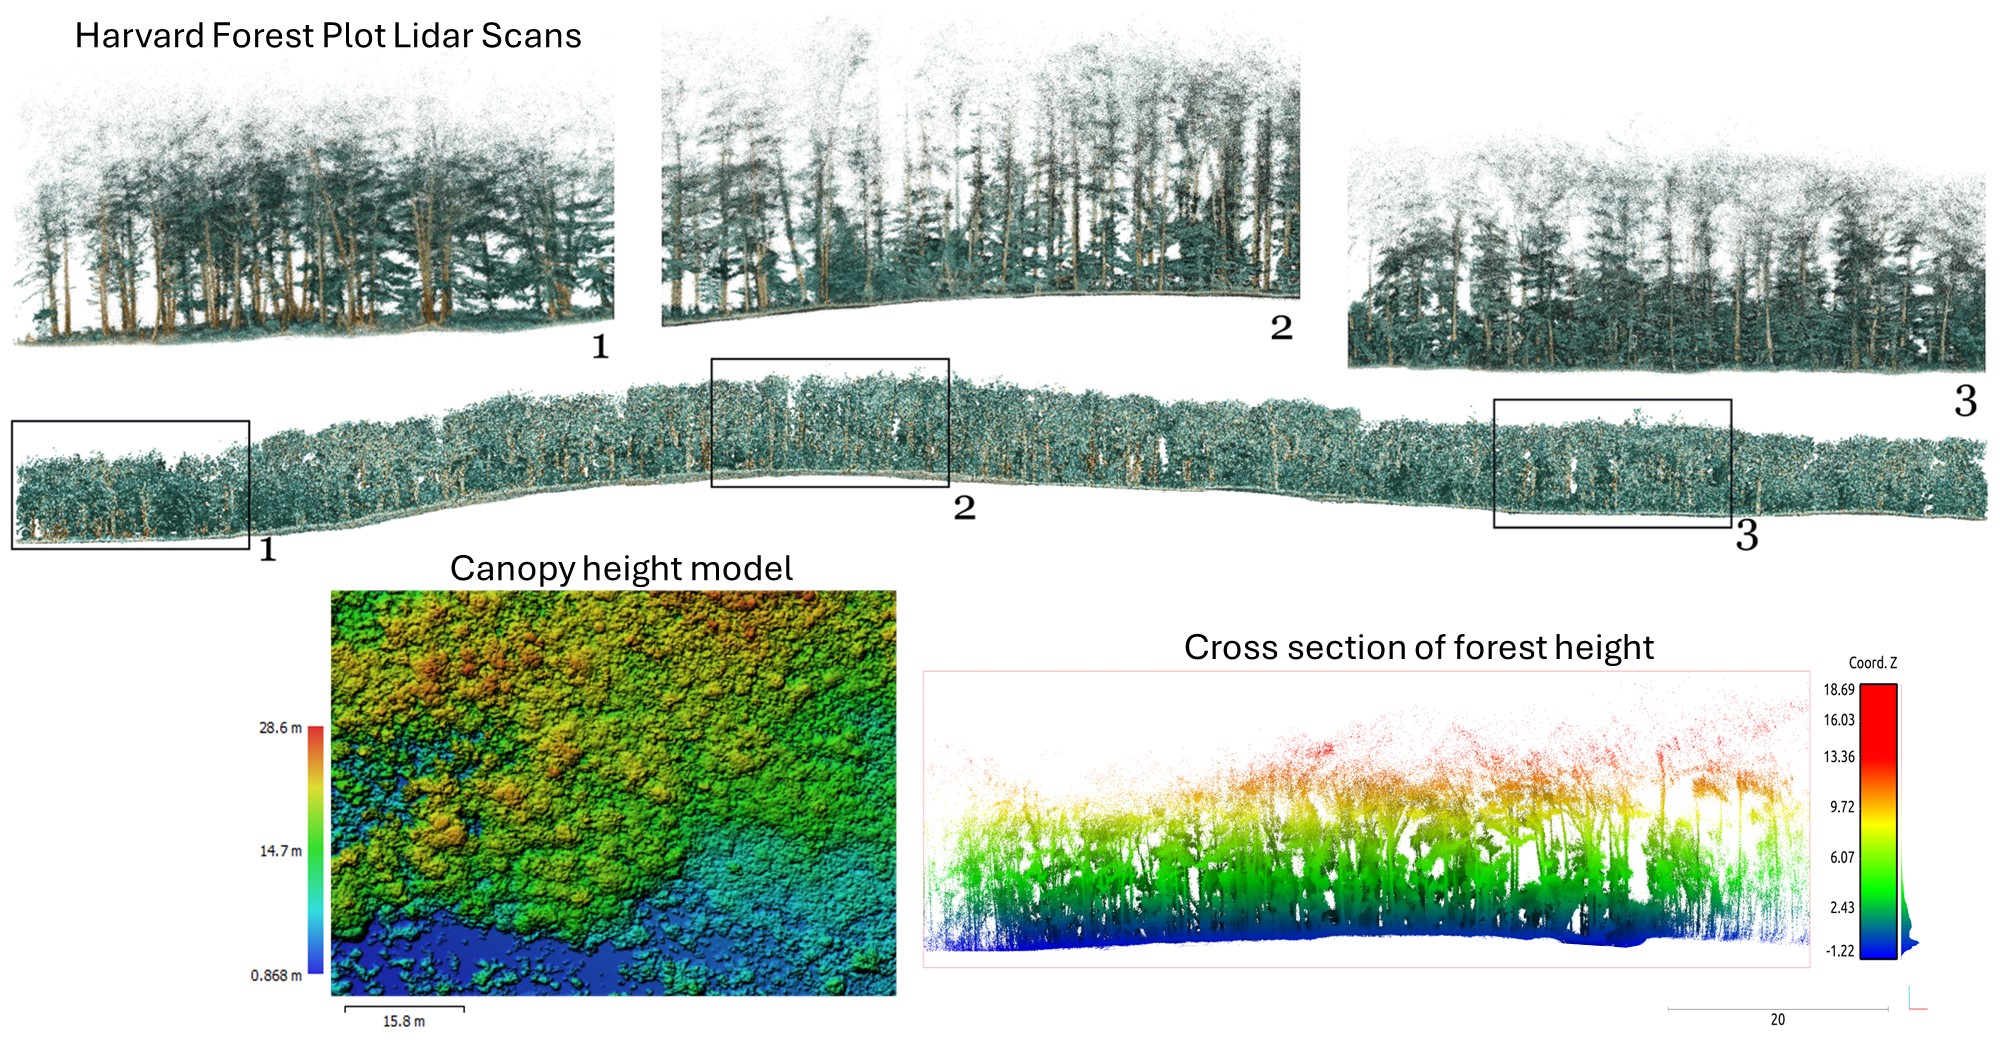 Harvard Forest Plot Lidar Scans
1
2
3
1
2
3
Canopy height model
28.6 m
14.7 m
0.868 m
15.8 m
Cross section of forest height
Coord. Z
18.69
16.03
13.36
9.72
6.07
2.43
-1.22
20